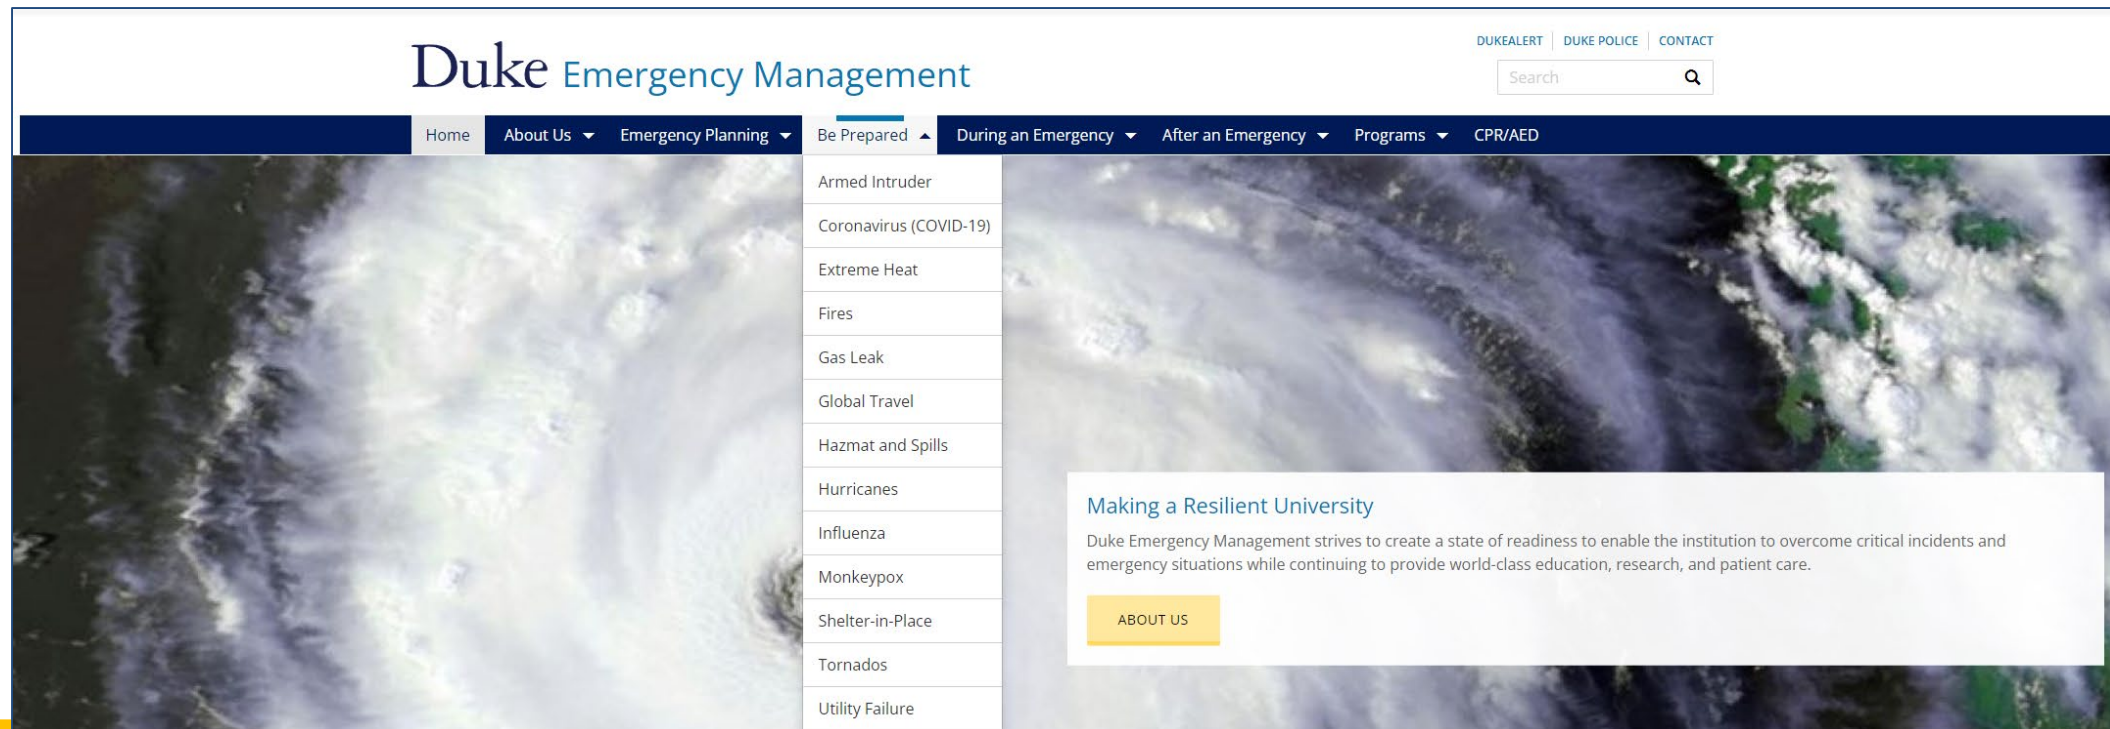 DUKEALERT DUKE POLICE CONTACT
Duke Emergency Management
Search
Home About Us Emergency Planning Be Prepared During an Emergency After an Emergency Programs CPR/AED
Armed Intruder
Coronavirus (COVID-19)
Extreme Heat
Fires
Gas Leak
Global Travel
Hazmat and Spills
Hurricanes
Influenza
Monkeypox
Shelter-in-Place
Tornados
Utility Failure
Making a Resilient University
Duke Emergency Management strives to create a state of readiness to enable the institution to overcome critical incidents and
emergency situations while continuing to provide world-class education, research, and patient care.
ABOUT US